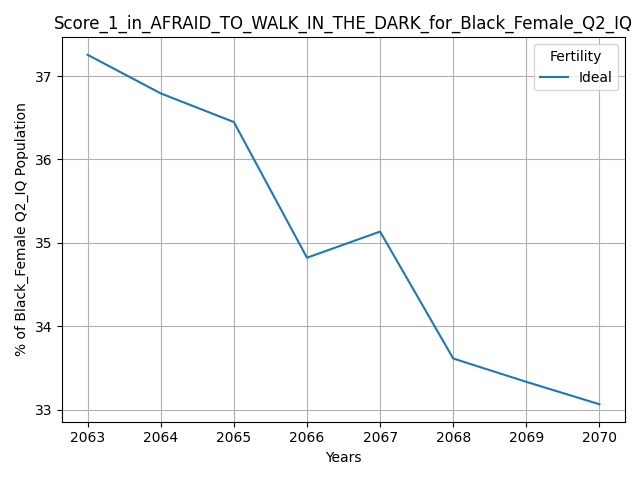 Score_1_in_AFRAID_TO_WALK_IN_THE_DARK_for_Black_Female_Q2_IQ
Fertility
Ideal
% of Black_Female Q2_IQ Population
37
36
35
34
33
2063 2064 2065 2066 2067 2068 2069 2070
Years